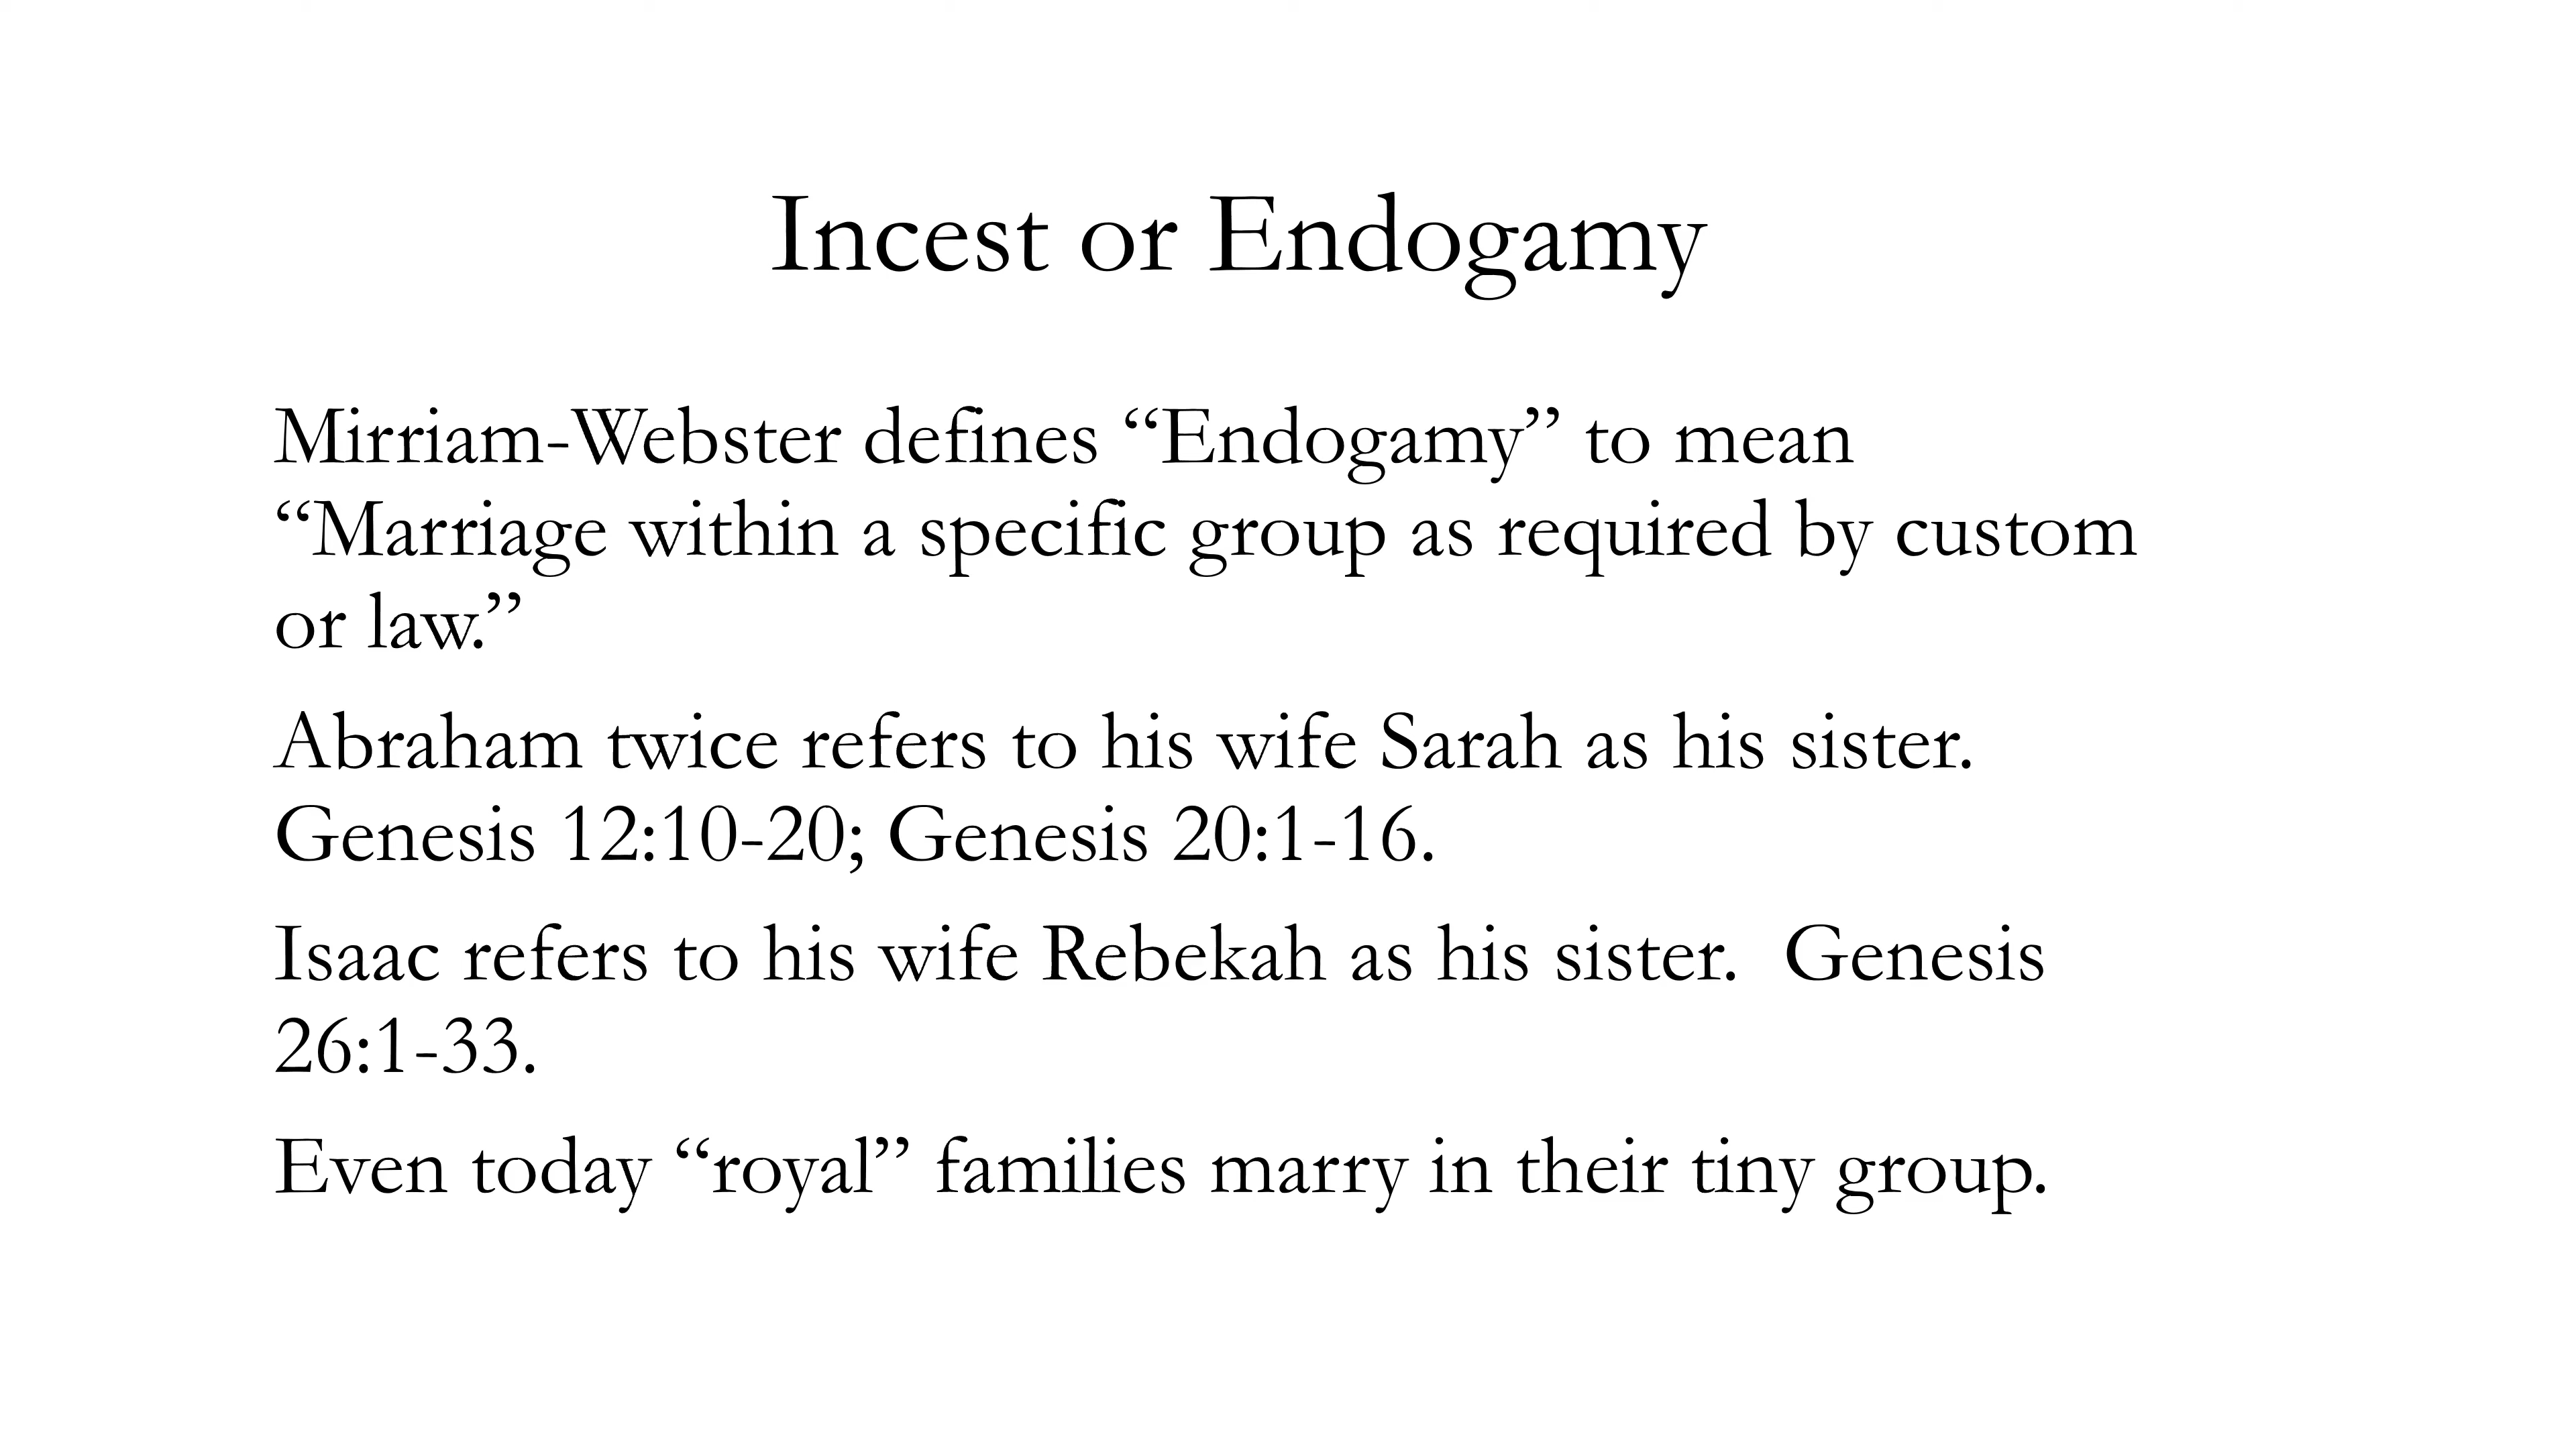 Incest or Endogamy
Mirriam-Webster defines “Endogamy” to mean
“Marriage within a specific group as required by custom
or law.”
Abraham twice refers to his wife Sarah as his sister.
Genesis 12:10-20; Genesis 20:1-16.
Isaac refers to his wife Rebekah as his sister.  Genesis
26:1-33.
Even today “royal” families marry in their tiny group.